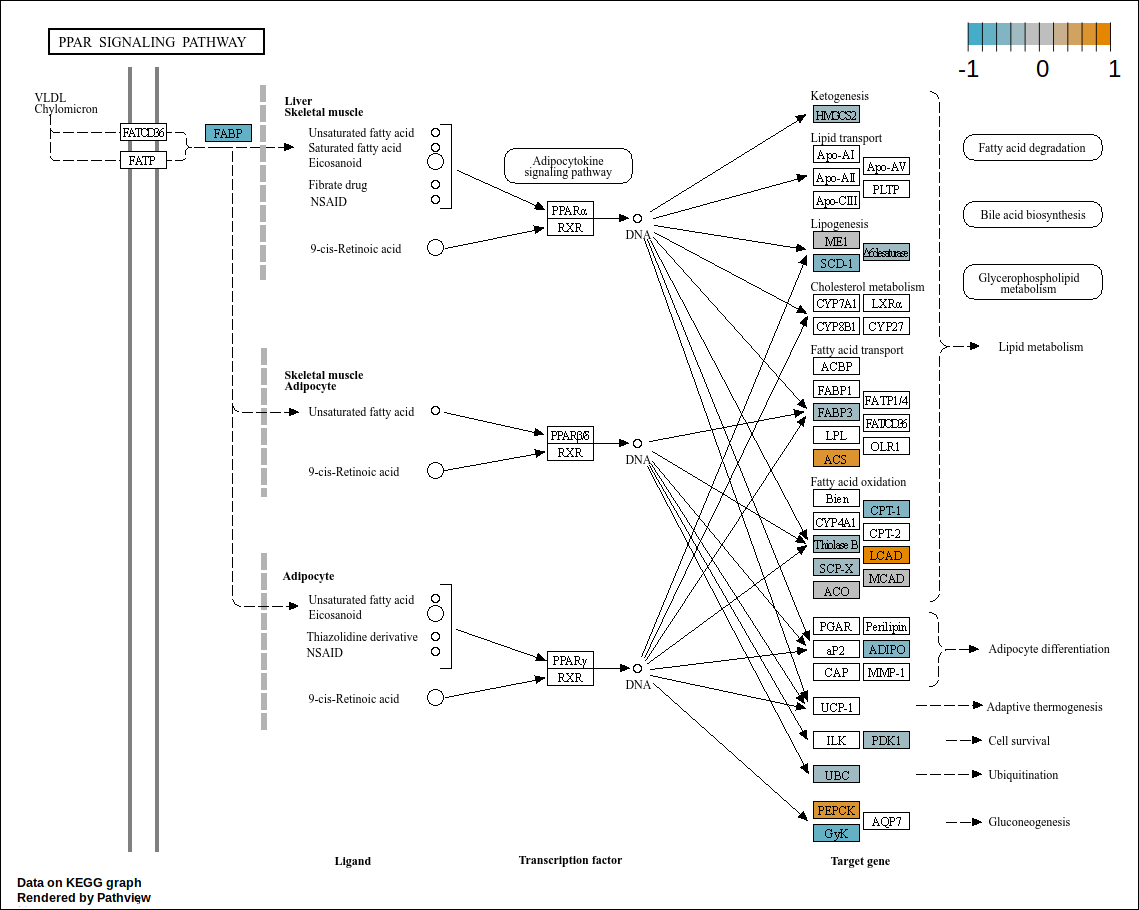 PPAR SIGNALING PATHWAY
-1 0 1
VLDL
Chylomicron
FAT/CD36
FATP
FABP
Liver
Skeletal muscle
Unsaturated fatty acid
Saturated fatty acid
Eicosanoid
Fibrate drug
NSAID
9-cis-Retinoic acid
Adipocytokine
signaling pathway
PPARα
RXR
DNA
Skeletal muscle
Adipocyte
Unsaturated fatty acid
9-cis-Retinoic acid
PPARβ/δ
RXR
DNA
Adipocyte
Unsaturated fatty acid
Eicosanoid
Thiazolidine derivative
NSAID
9-cis-Retinoic acid
PPARγ
RXR
DNA
Ketogenesis
HMGCS2
Lipid transport
Apo-AI
Apo-AII
Apo-CIII
Apo-AV
PLTP
Lipogenesis
ME1
SCD-1
Δ6desaturase
Cholesterol metabolism
CYP7A1
LXRα
CYP8B1
CYP27
Fatty acid transport
ACBP
FABP1
FABP3
LPL
ACS
FATP1/4
FAT/CD36
OLR1
Fatty acid oxidation
Bien
CYP4A1
Thiolase B
SCP-X
ACO
CPT-1
CPT-2
LCAD
MCAD
PGAR
Perilipin
aP2
ADIPO
CAP
MMP-1
UCP-1
ILK
PDK1
UBC
PEPCK
GyK
AQP7
Fatty acid degradation
Bile acid biosynthesis
Glycerophospholipid
metabolism
Lipid metabolism
Adipocyte differentiation
Adaptive thermogenesis
Cell survival
Ubiquitination
Gluconeogenesis
Ligand
Transcription factor
Target gene
Data on KEGG graph
Rendered by Pathview